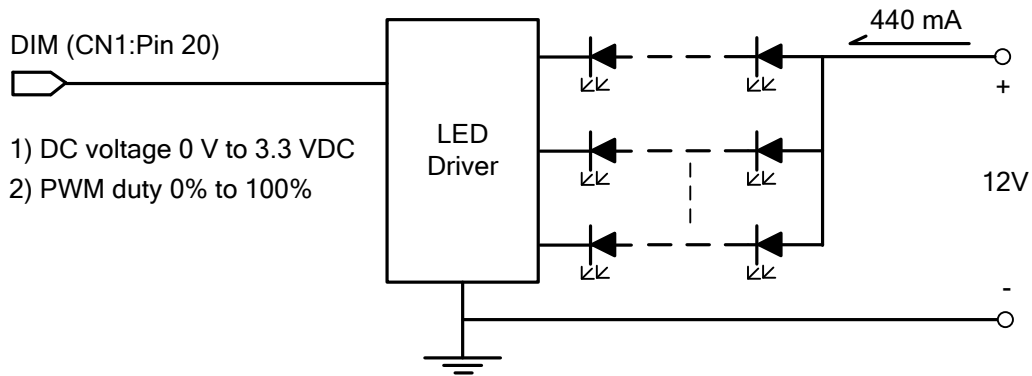 440 mA
DIM (CN1:Pin 20)
+
1) DC voltage 0 V to 3.3 VDC
2) PWM duty 0% to 100%
LED
Driver
12V
-